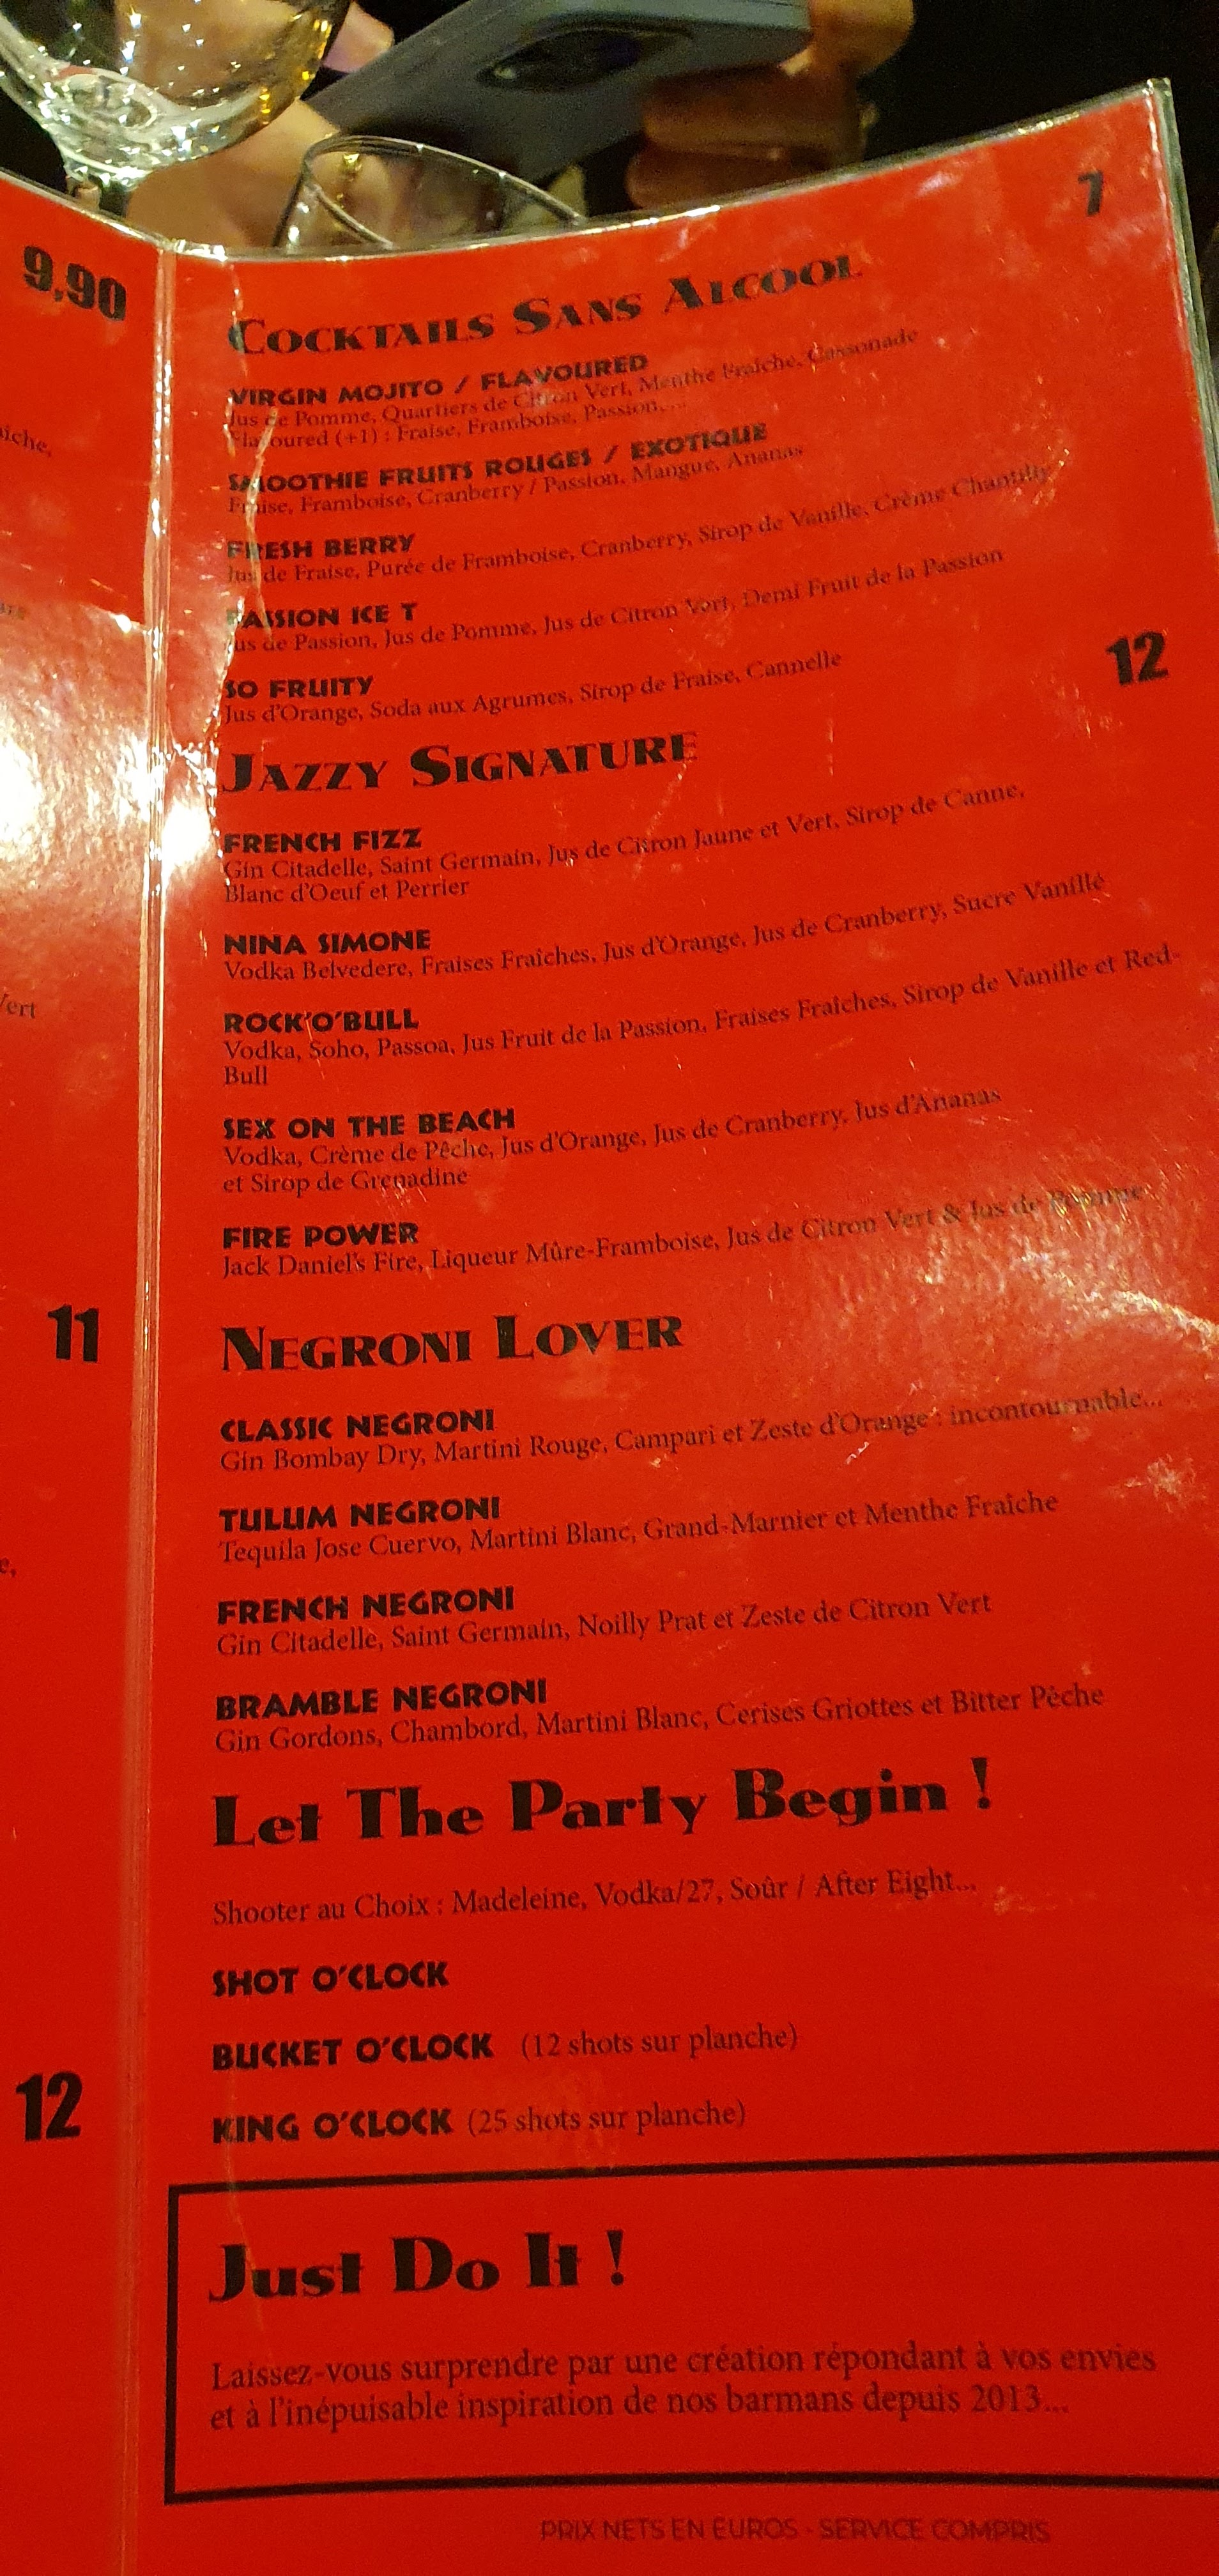 9,90
iche,
Vert
11
e,
12
7
COCKTAILS SANS ALCOOL
VIRGIN MOJITO / FLAVOURED
Jus de Pomme, Quartiers de Citron Vert, Menthe Fraîche, Cassonade
Flavoured (+1) : Fraise, Framboise, Passion....
SMOOTHIE FRUITS ROUGES / EXOTIQUE
Fraise, Framboise, Cranberry / Passion, Mangue, Ananas
FRESH BERRY
Jus de Fraise, Purée de Framboise, Cranberry, Sirop de Vanille, Crème Chantilly
PASSION ICE T
Jus de Passion, Jus de Pomme, Jus de Citron Vert, Demi Fruit de la Passion
SO FRUITY
Jus d'Orange, Soda aux Agrumes, Sirop de Fraise, Cannelle
12
JAZZY SIGNATURE
FRENCH FIZZ
Gin Citadelle, Saint Germain, Jus de Citron Jaune et Vert, Sirop de Canne,
Blanc d'Oeuf et Perrier
NINA SIMONE
Vodka Belvedere, Fraises Fraîches, Jus d'Orange, Jus de Cranberry, Sucre Vanillé
ROCK'O'BULL
Vodka, Soho, Passoa, Jus Fruit de la Passion, Fraises Fraîches, Sirop de Vanille et Red-
Bull
SEX ON THE BEACH
Vodka, Crème de Pêche, Jus d'Orange, Jus de Cranberry, Jus d'Ananas
et Sirop de Grenadine
FIRE POWER
Jack Daniel's Fire, Liqueur Mûre-Framboise, Jus de Citron Vert & Jus de
NEGRONI LOVER
CLASSIC NEGRONI
Gin Bombay Dry, Martini Rouge, Campari et Zeste d'Orange : incontournable...
TULUM NEGRONI
Tequila Jose Cuervo, Martini Blanc, Grand-Marnier et Menthe Fraîche
FRENCH NEGRONI
Gin Citadelle, Saint Germain, Noilly Prat et Zeste de Citron Vert
BRAMBLE NEGRONI
Gin Gordons, Chambord, Martini Blanc, Cerises Griottes et Bitter Pêche
Let The Party Begin !
Shooter au Choix : Madeleine, Vodka/27, Soûr / After Eight...
SHOT O'CLOCK
BUCKET O'CLOCK (12 shots sur planche)
KING O'CLOCK (25 shots sur planche)
Just Do It !
Laissez-vous surprendre par une création répondant à vos envies
et à l'inépuisable inspiration de nos barmans depuis 2013...
PRIX NETS EN EUROS - SERVICE COMPRIS